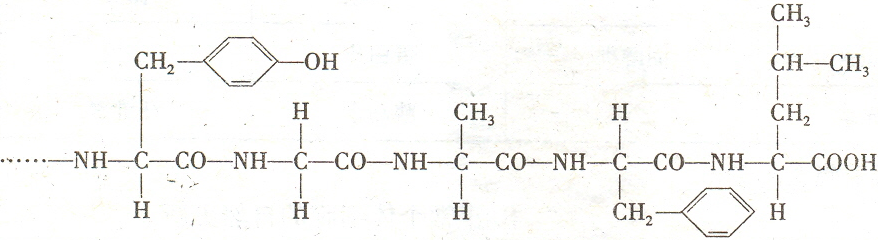 CH₃
CH₂—⌬—OH CH—CH₃
H CH₃ H CH₂
······—NH—C—CO—NH—C—CO—NH—C—CO—NH—C—CO—NH—C—COOH
H H H CH₂—⌬ H